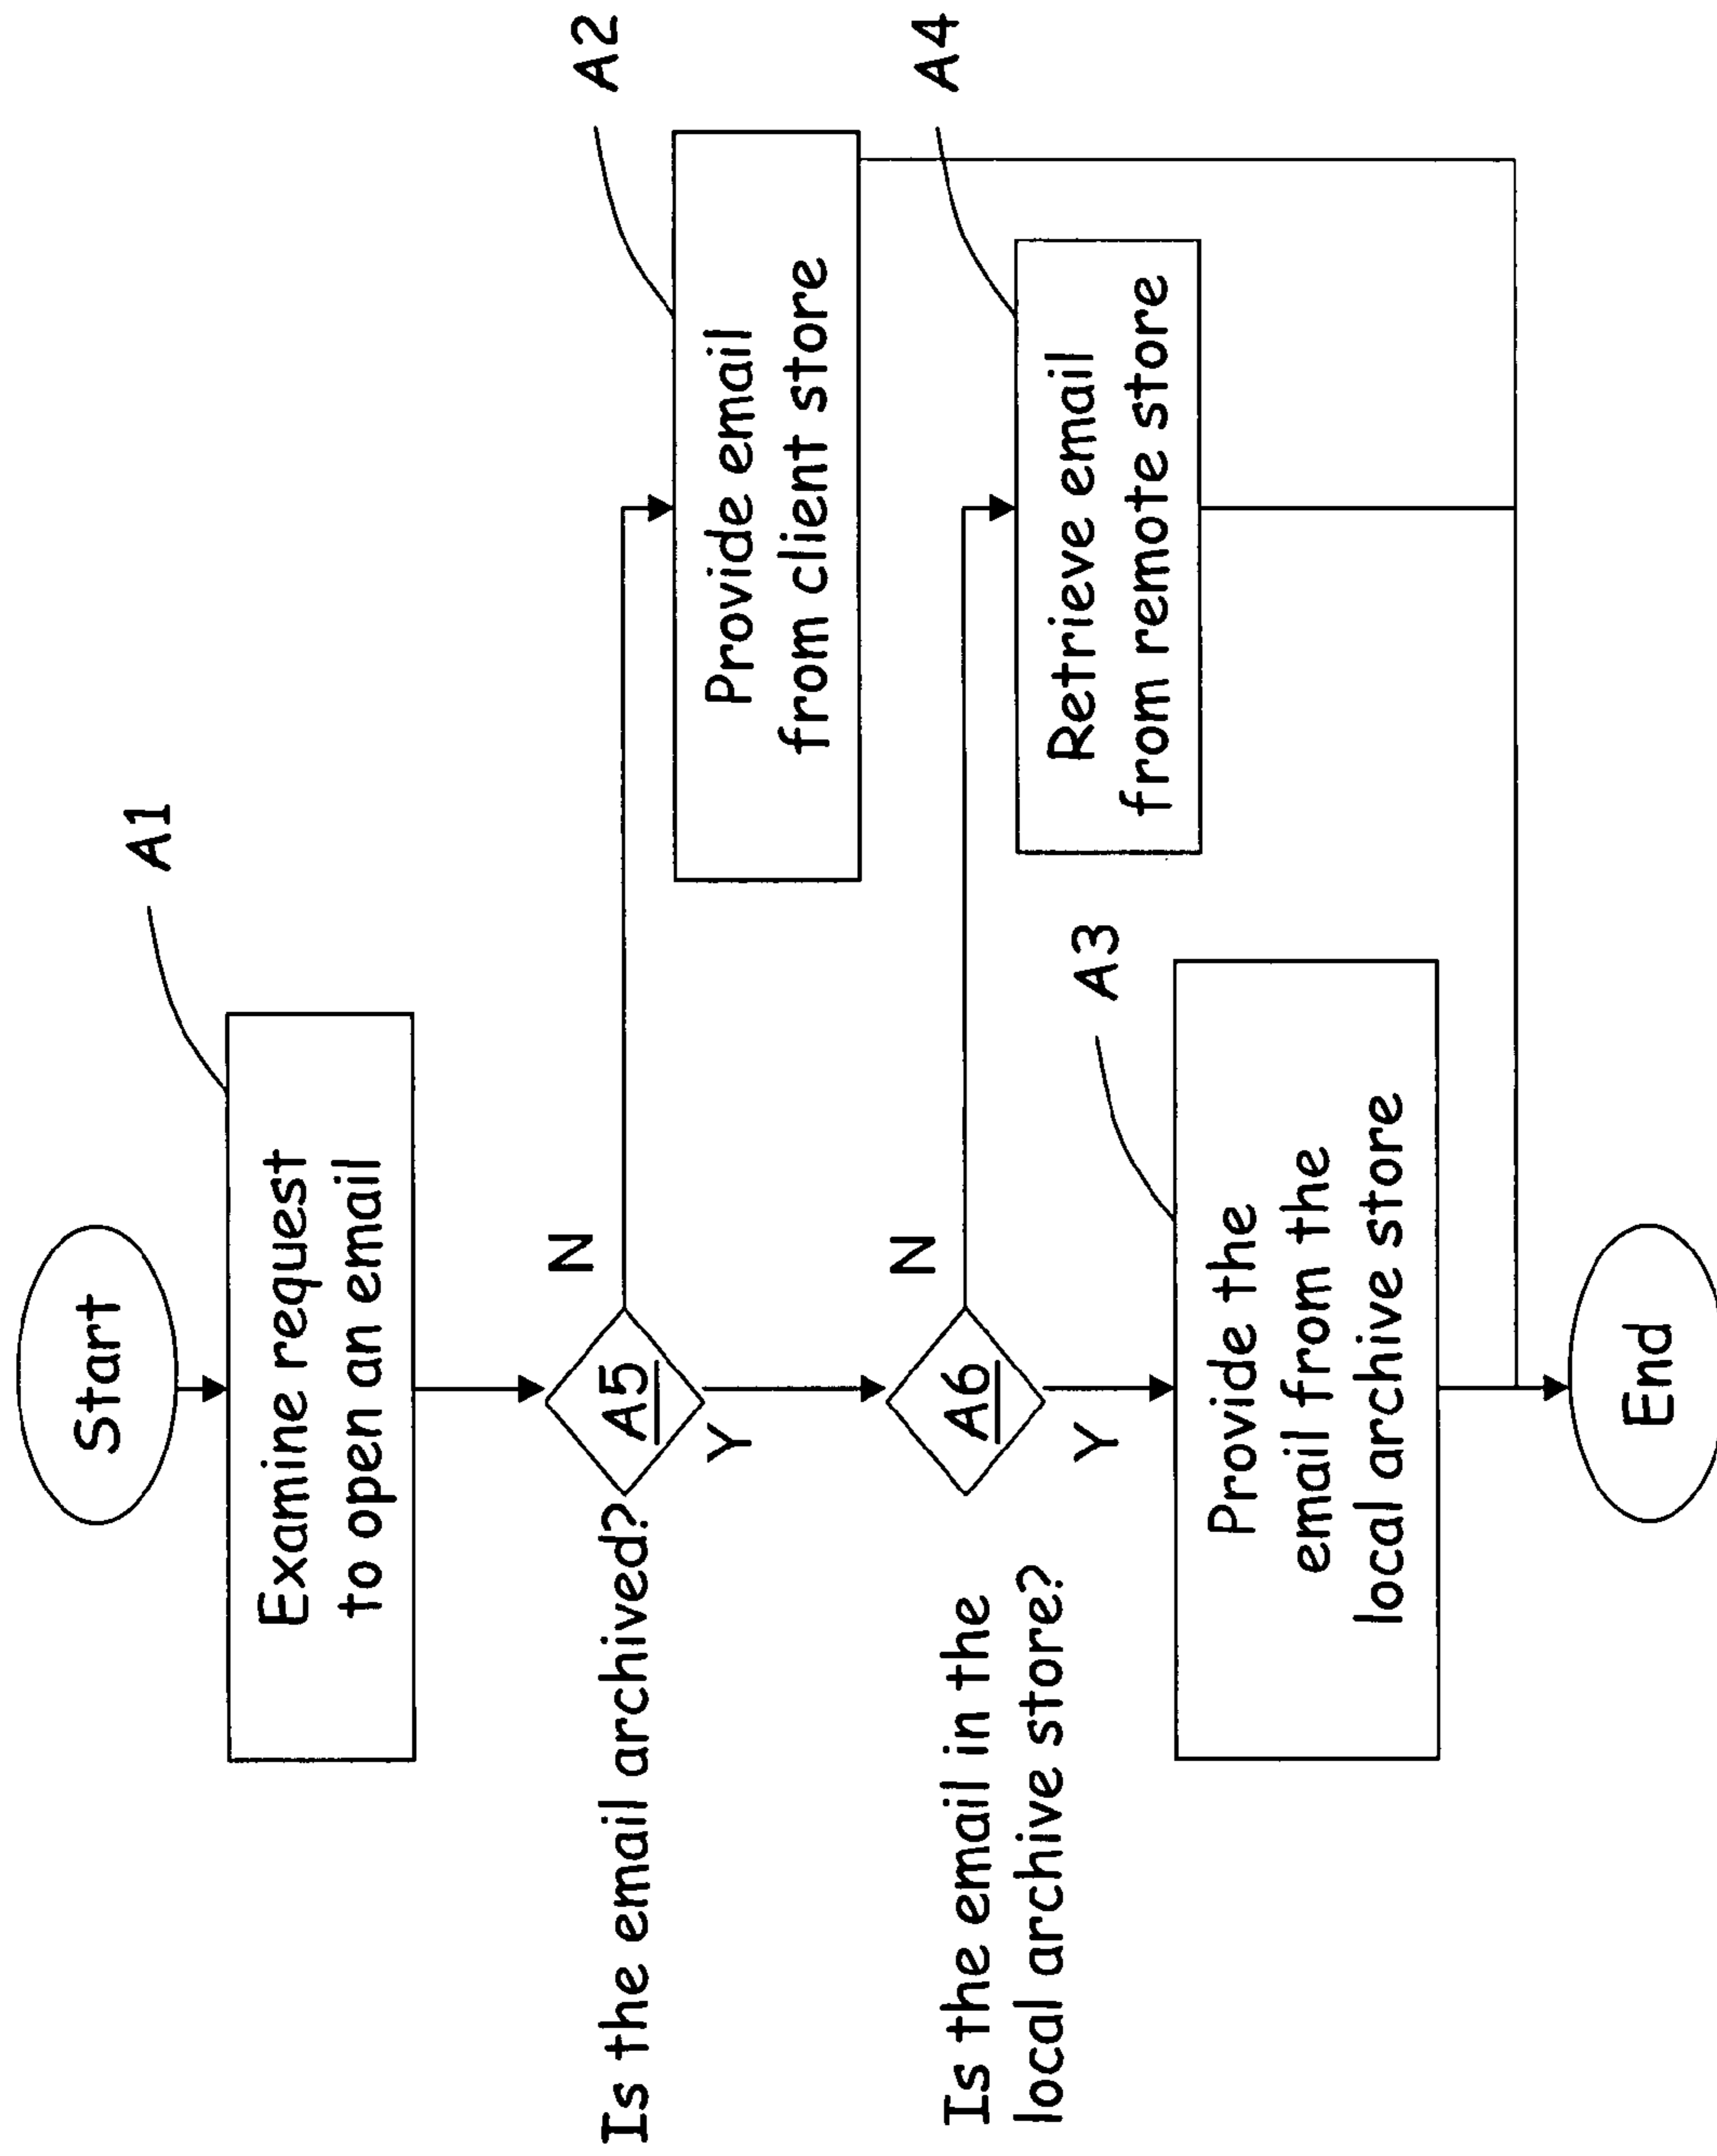 Start
A1
Examine request
to open an email
Is the email archived?
A5
N
Y
A2
Provide email
from client store
Is the email in the
local archive store?
A6
N
Y
A4
Retrieve email
from remote store
A3
Provide the
email from the
local archive store
End